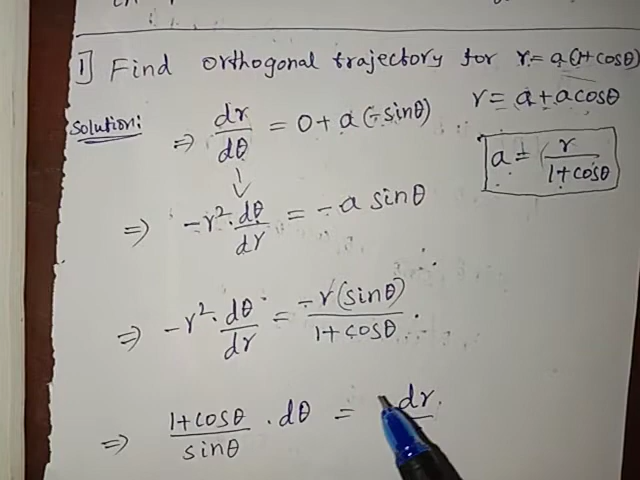 1] Find orthogonal trajectory for r = a(1+cosθ)
r = a + a cosθ
Solution: ⇒ dr/dθ = 0 + a(-sinθ)
a = r/(1+cosθ)
⇒ -r²· dθ/dr = -a sinθ
⇒ -r²· dθ/dr = -r(sinθ)/(1+cosθ) .
⇒ (1+cosθ)/sinθ . dθ = dr